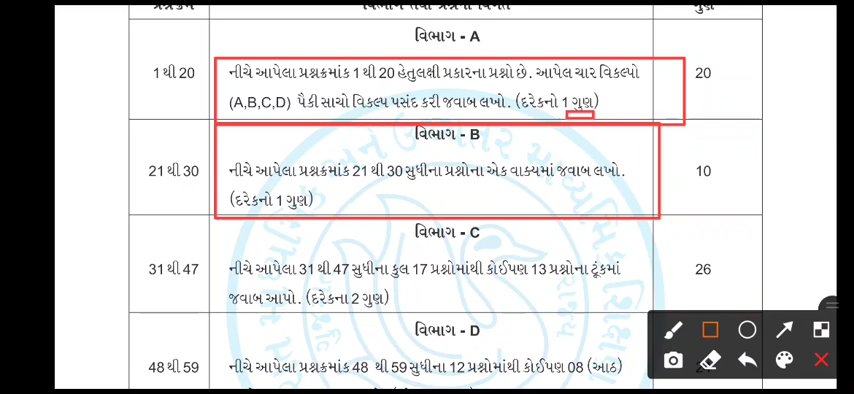 વિભાગ - A
1 થી 20 નીચે આપેલા પ્રશ્નક્રમાંક 1 થી 20 હેતુલક્ષી પ્રકારના પ્રશ્નો છે. આપેલ ચાર વિકલ્પો 20
(A,B,C,D) પૈકી સાચો વિકલ્પ પસંદ કરી જવાબ લખો. (દરેકનો 1 ગુણ)
વિભાગ - B
21 થી 30 નીચે આપેલા પ્રશ્નક્રમાંક 21 થી 30 સુધીના પ્રશ્નોના એક વાક્યમાં જવાબ લખો. 10
(દરેકનો 1 ગુણ)
વિભાગ - C
31 થી 47 નીચે આપેલા 31 થી 47 સુધીના કુલ 17 પ્રશ્નોમાંથી કોઈપણ 13 પ્રશ્નોના ટૂંકમાં 26
જવાબ આપો. (દરેકના 2 ગુણ)
વિભાગ - D
48 થી 59 નીચે આપેલા પ્રશ્નક્રમાંક 48 થી 59 સુધીના 12 પ્રશ્નોમાંથી કોઈપણ 08 (આઠ)